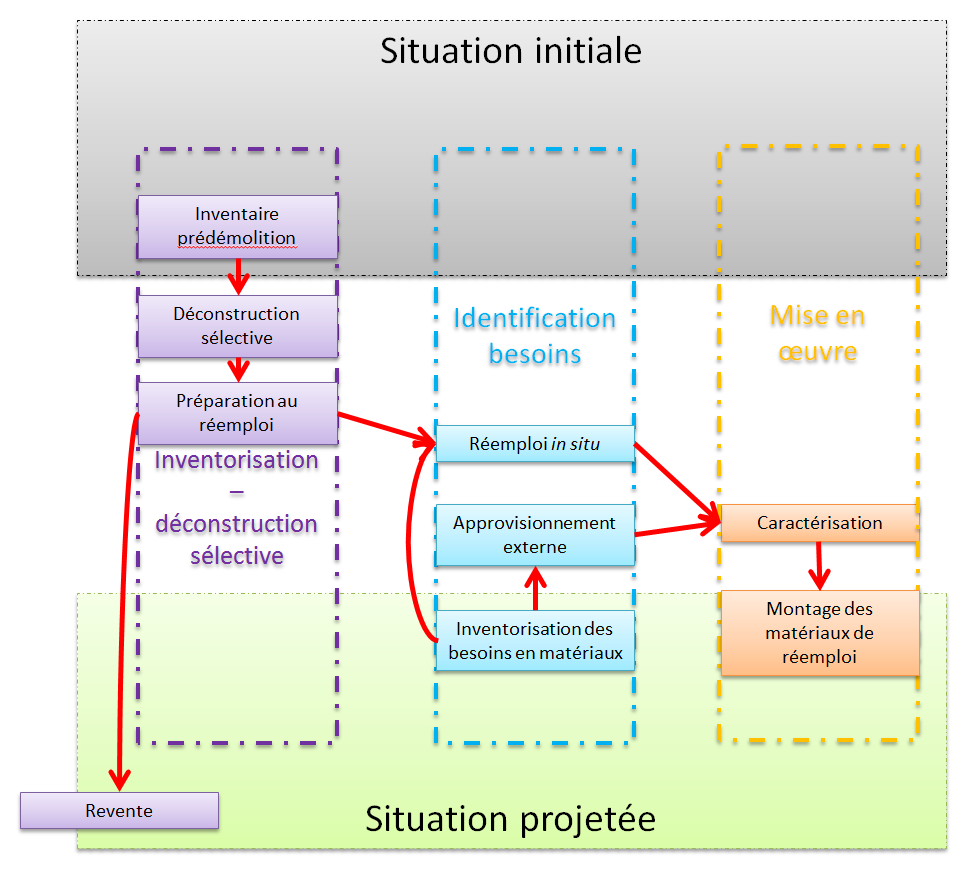 Situation initiale
Inventaire
prédémolition
Déconstruction
sélective
Préparation au
réemploi
Inventorisation
–
déconstruction
sélective
Revente
Identification
besoins
Réemploi in situ
Approvisionnement
externe
Inventorisation des
besoins en matériaux
Mise en
œuvre
Caractérisation
Montage des
matériaux de
réemploi
Situation projetée